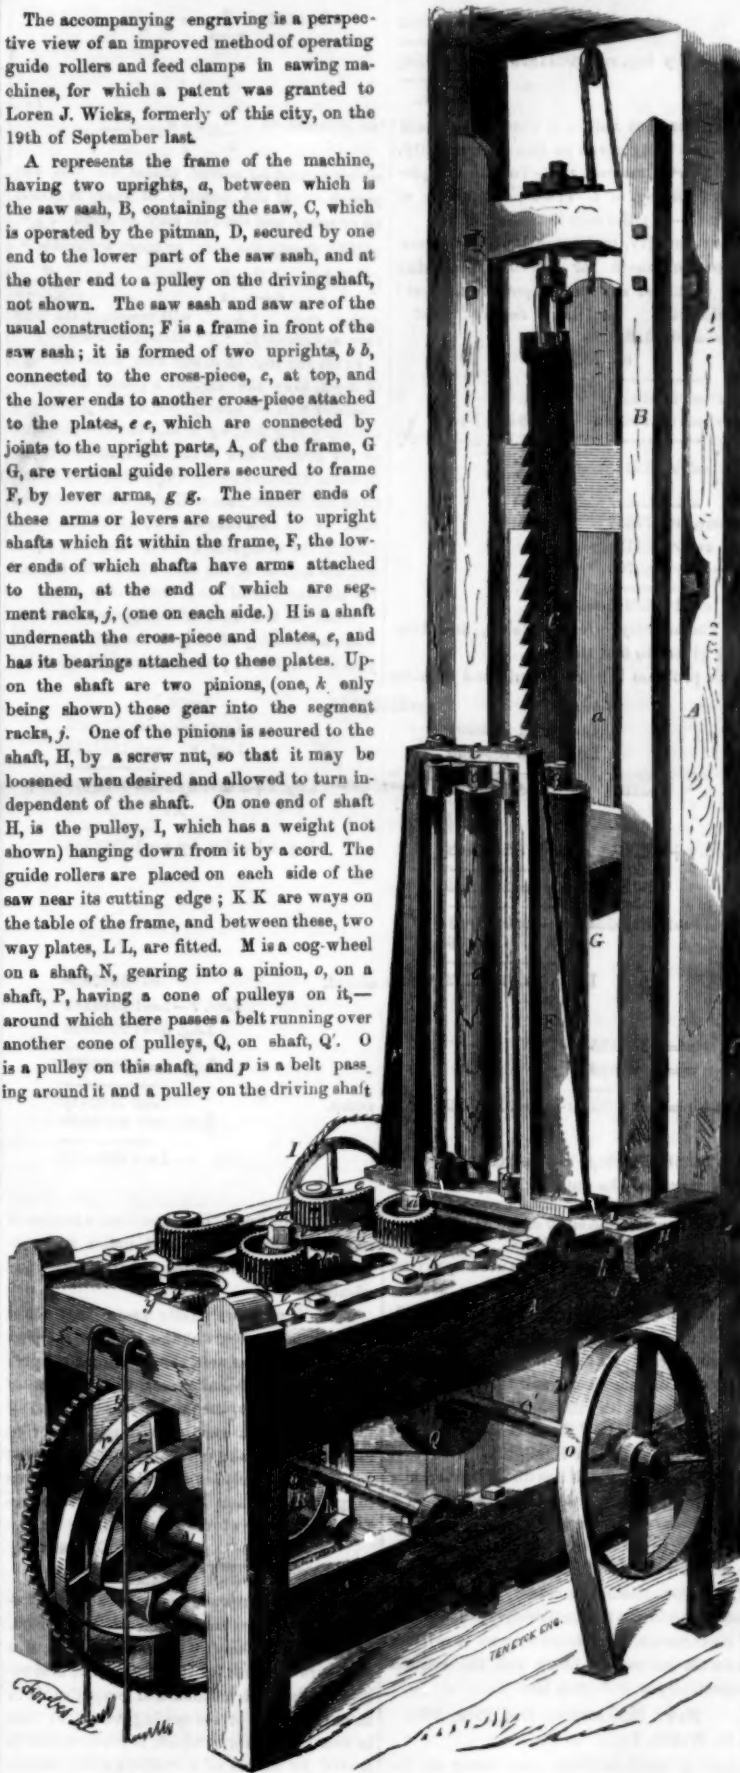 The accompanying engraving is a perspec-
tive view of an improved method of operating
guide rollers and feed clamps in sawing ma-
chines, for which a patent was granted to
Loren J. Wicks, formerly of this city, on the
19th of September last.
A represents the frame of the machine,
having two uprights, a, between which is
the saw sash, B, containing the saw, C, which
is operated by the pitman, D, secured by one
end to the lower part of the saw sash, and at
the other end to a pulley on the driving shaft,
not shown. The saw sash and saw are of the
usual construction; F is a frame in front of the
saw sash; it is formed of two uprights, b b,
connected to the cross-piece, c, at top, and
the lower ends to another cross-piece attached
to the plates, e e, which are connected by
joints to the upright parts, A, of the frame, G
G, are vertical guide rollers secured to frame
F, by lever arms, g g. The inner ends of
these arms or levers are secured to upright
shafts which fit within the frame, F, the low-
er ends of which shafts have arms attached
to them, at the end of which are seg-
ment racks, j, (one on each side.) H is a shaft
underneath the cross-piece and plates, e, and
has its bearings attached to these plates. Up-
on the shaft are two pinions, (one, k only
being shown) these gear into the segment
racks, j. One of the pinions is secured to the
shaft, H, by a screw nut, so that it may be
loosened when desired and allowed to turn in-
dependent of the shaft. On one end of shaft
H, is the pulley, I, which has a weight (not
shown) hanging down from it by a cord. The
guide rollers are placed on each side of the
saw near its cutting edge; K K are ways on
the table of the frame, and between these, two
way plates, L L, are fitted. M is a cog-wheel
on a shaft, N, gearing into a pinion, o, on a
shaft, P, having a cone of pulleys on it,—
around which there passes a belt running over
another cone of pulleys, Q, on shaft, Q'. O
is a pulley on this shaft, and p is a belt pass-
ing around it and a pulley on the driving shaft
B
C
a
A
c
G
F
I
K
K
M
g
A
Q'
Q
O
M
r
r
R
N
TENEYCK ENG.
Forbes